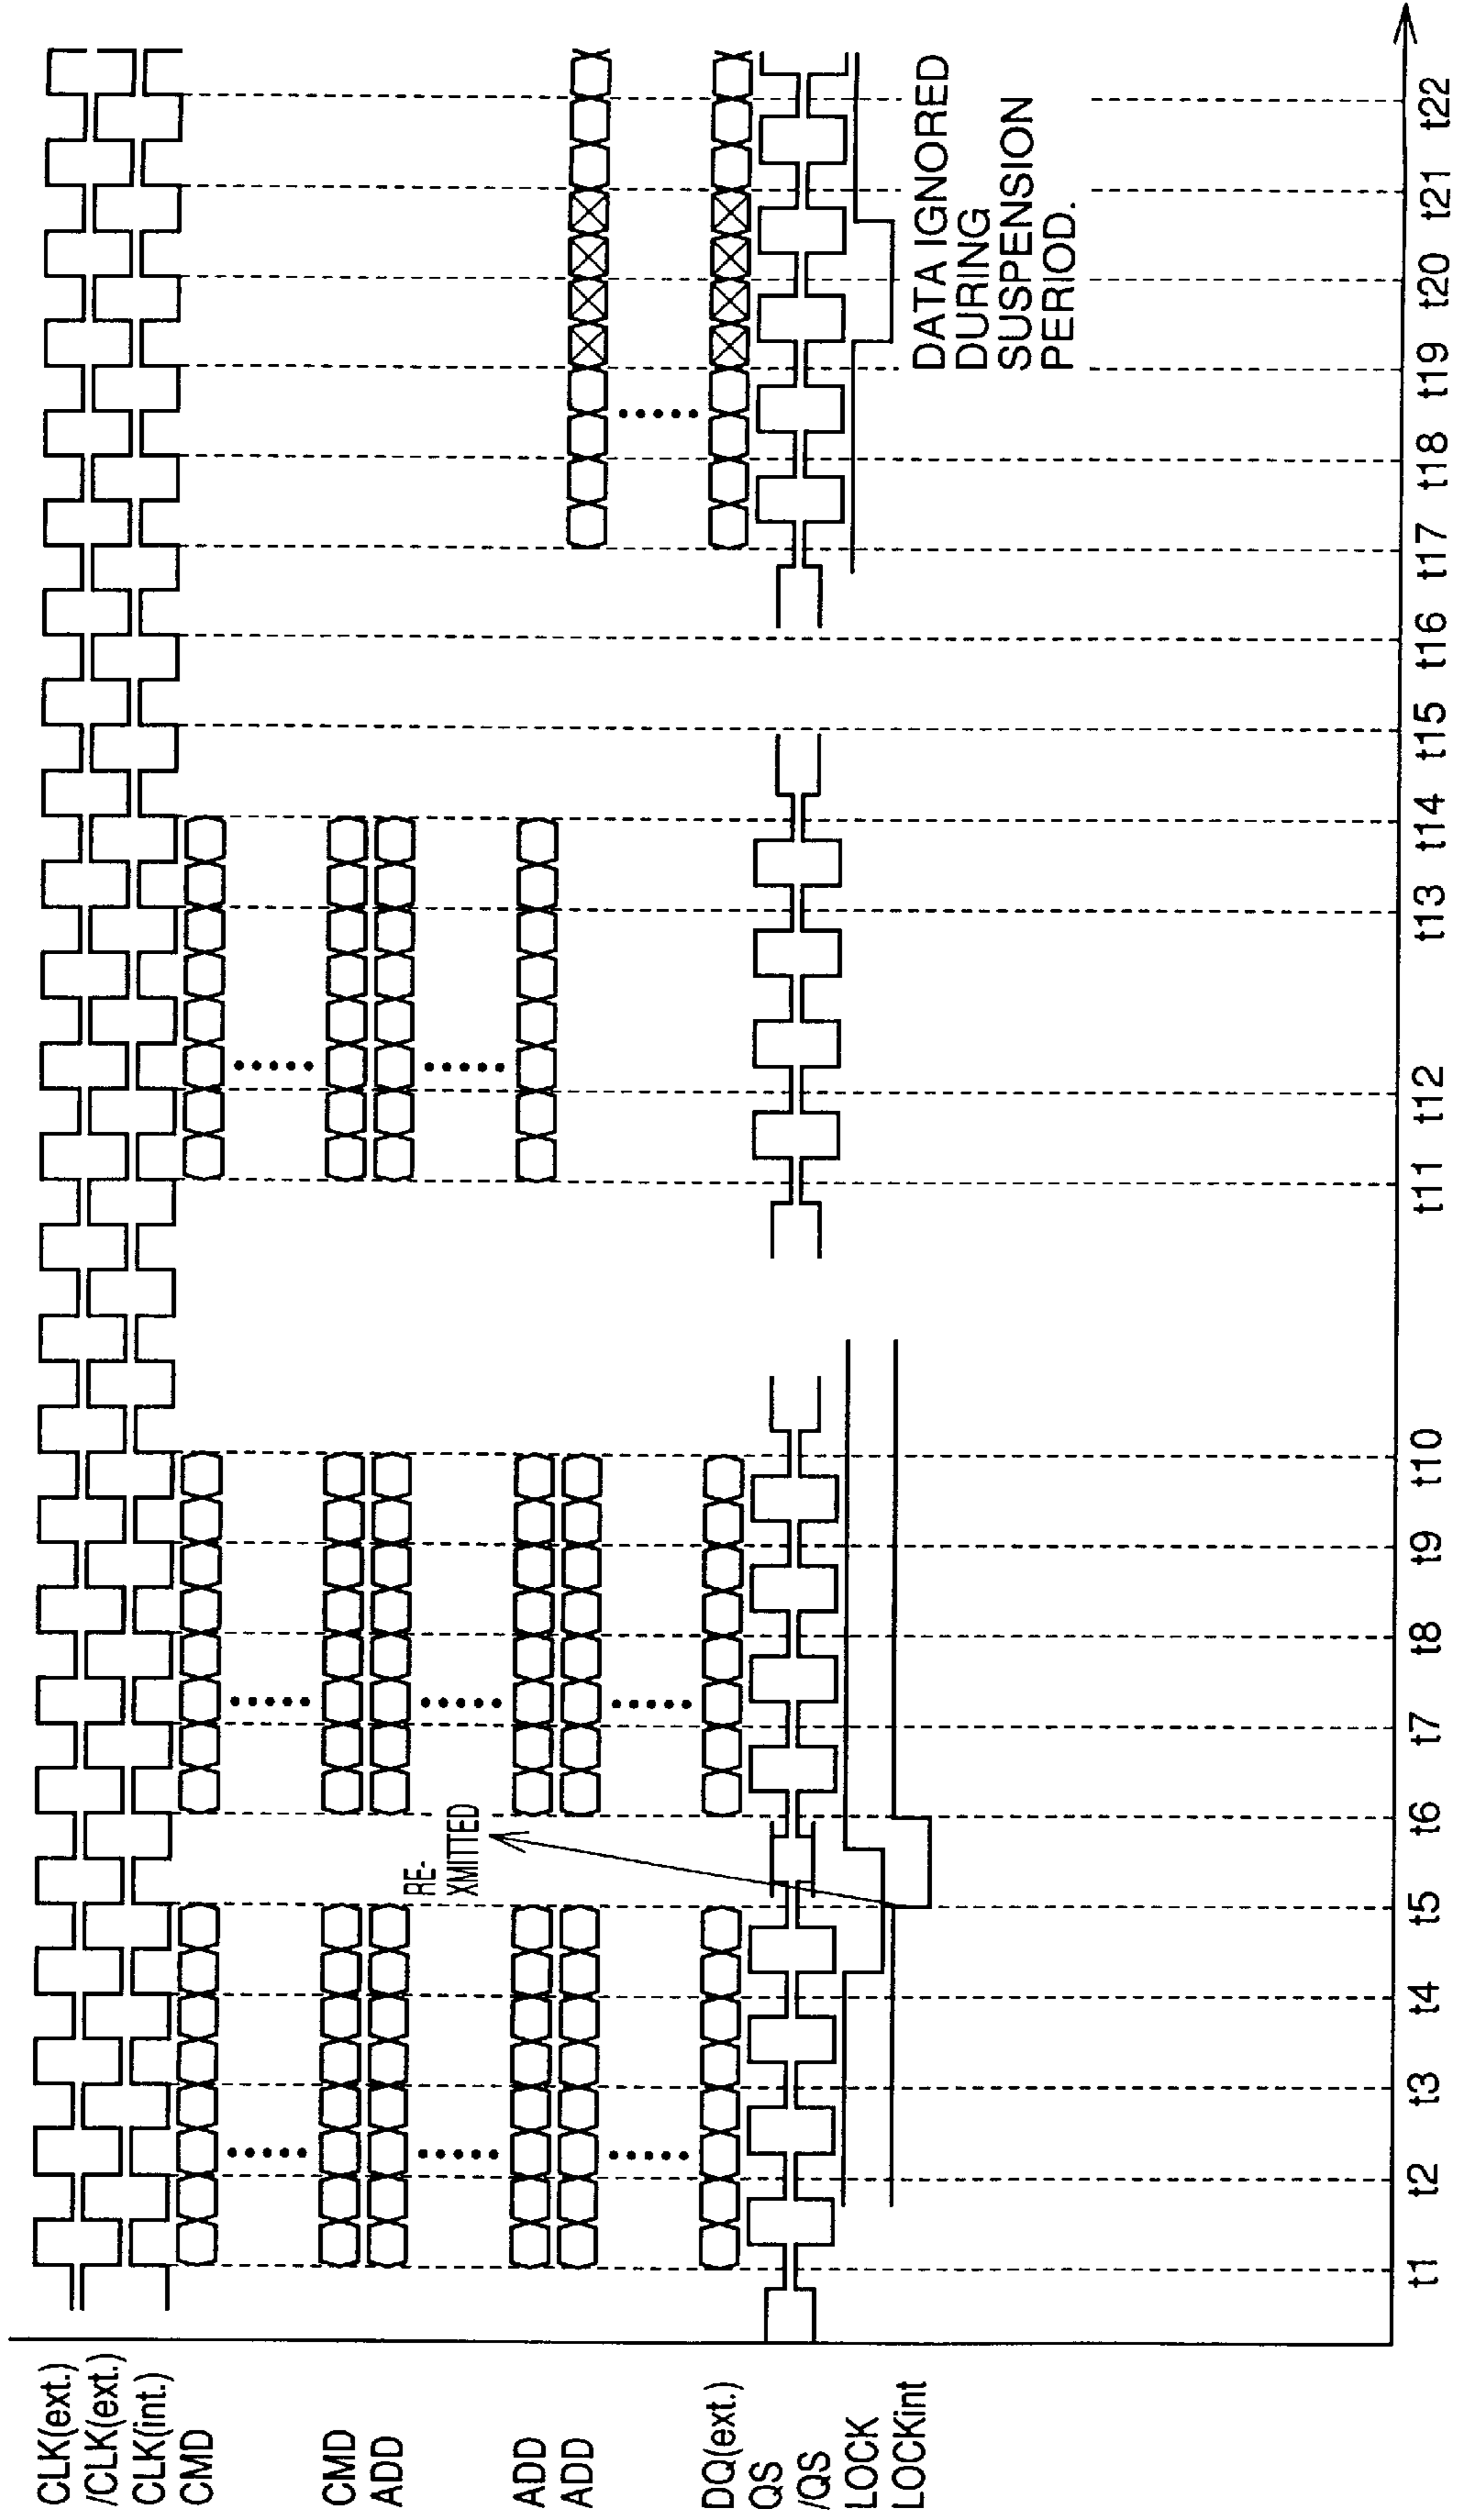 CLK(ext.)
/CLK(ext.)
CLK(int.)
CMD
CMD
ADD
ADD
ADD
DQ(ext.)
QS
/QS
LOCK
LOCKint
RE-
XMITTED
DATA IGNORED
DURING
SUSPENSION
PERIOD.
t1 t2 t3 t4 t5 t6 t7 t8 t9 t10 t11 t12 t13 t14 t15 t16 t17 t18 t19 t20 t21 t22